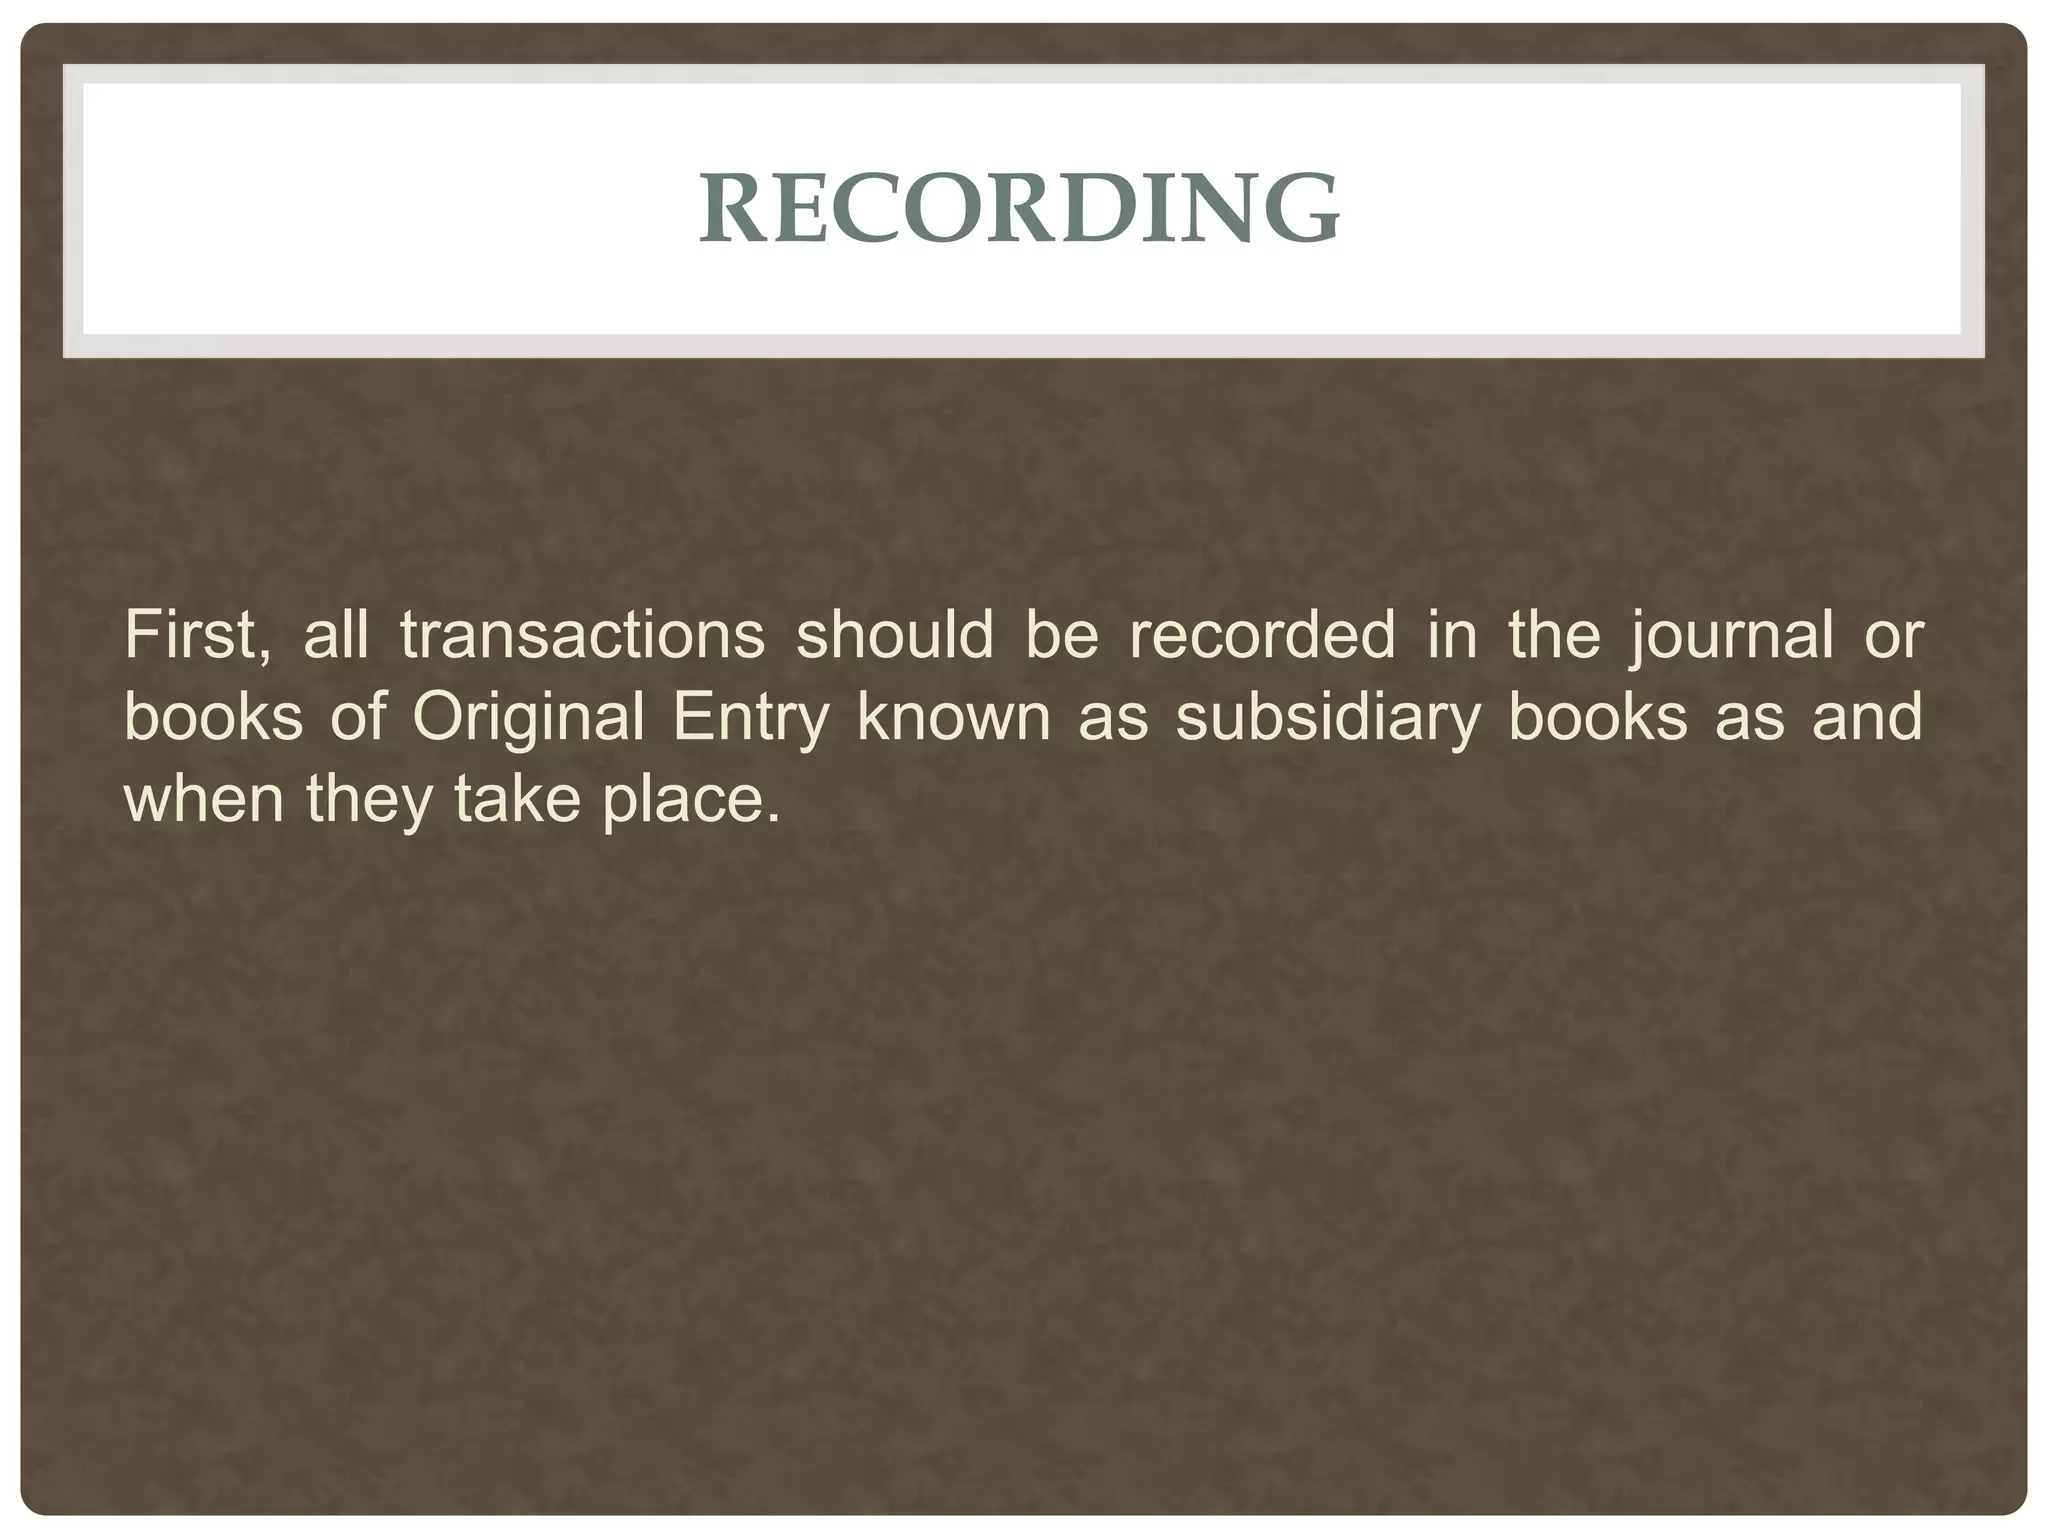 RECORDING
First, all transactions should be recorded in the journal or
books of Original Entry known as subsidiary books as and
when they take place.